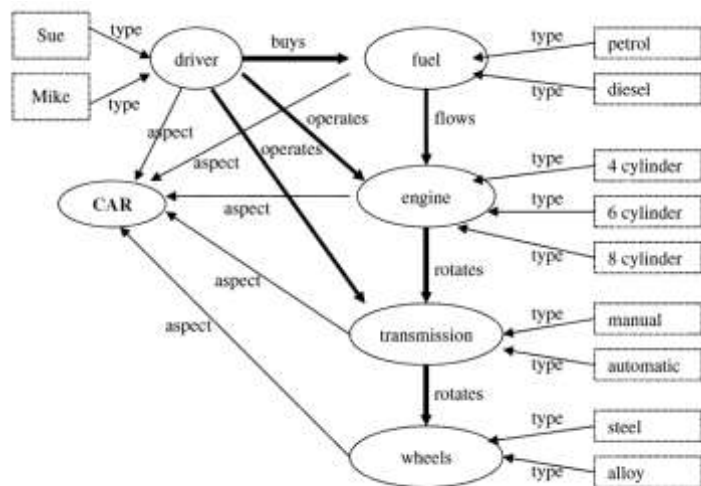 Sue
type
driver
buys
fuel
type
petrol
Mike
type
type
diesel
aspect
aspect
operates
operates
flows
CAR
aspect
engine
type
4 cylinder
type
6 cylinder
type
8 cylinder
rotates
aspect
aspect
transmission
type
manual
type
automatic
rotates
wheels
type
steel
type
alloy